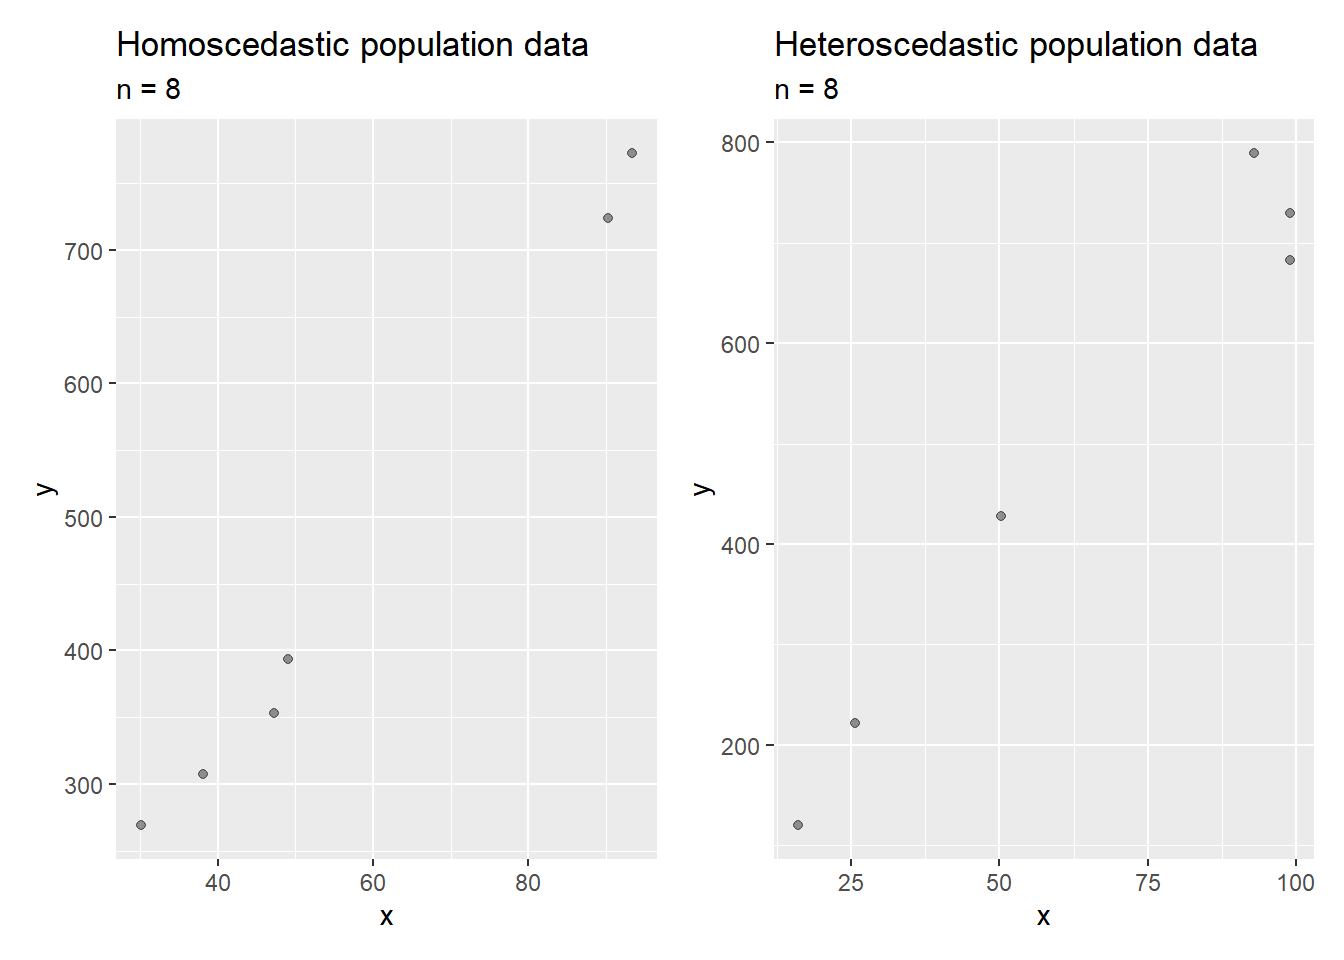 Homoscedastic population data
n = 8
700
600
500
400
300
y
40 60 80
x
Heteroscedastic population data
n = 8
800
600
400
200
y
25 50 75 100
x